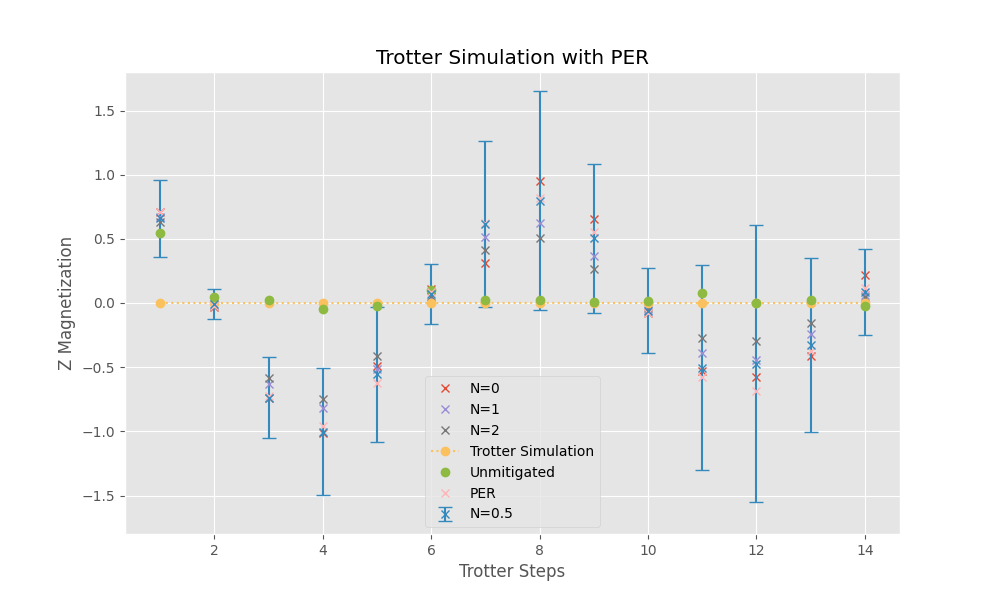 Trotter Simulation with PER
Z Magnetization
1.5
1.0
0.5
0.0
−0.5
−1.0
−1.5
N=0
N=1
N=2
Trotter Simulation
Unmitigated
PER
N=0.5
2 4 6 8 10 12 14
Trotter Steps